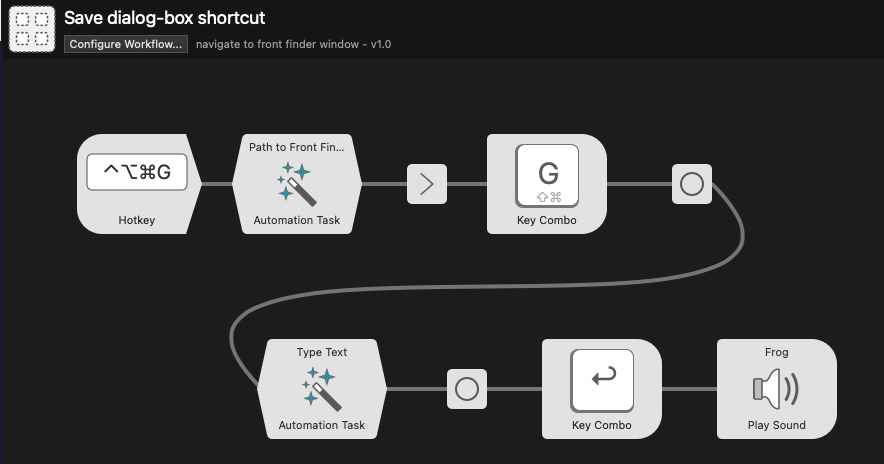 Save dialog-box shortcut
Configure Workflow... navigate to front finder window - v1.0
Path to Front Fin...
^⌥⌘G
G
⇧⌘
Hotkey
Automation Task
Key Combo
Type Text
Frog
Automation Task
Key Combo
Play Sound